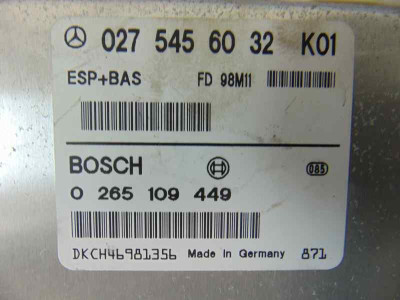 027 545 60 32 K01
ESP+BAS FD 98M11
BOSCH 085
0 265 109 449
DKCH46981356 Made in Germany 871